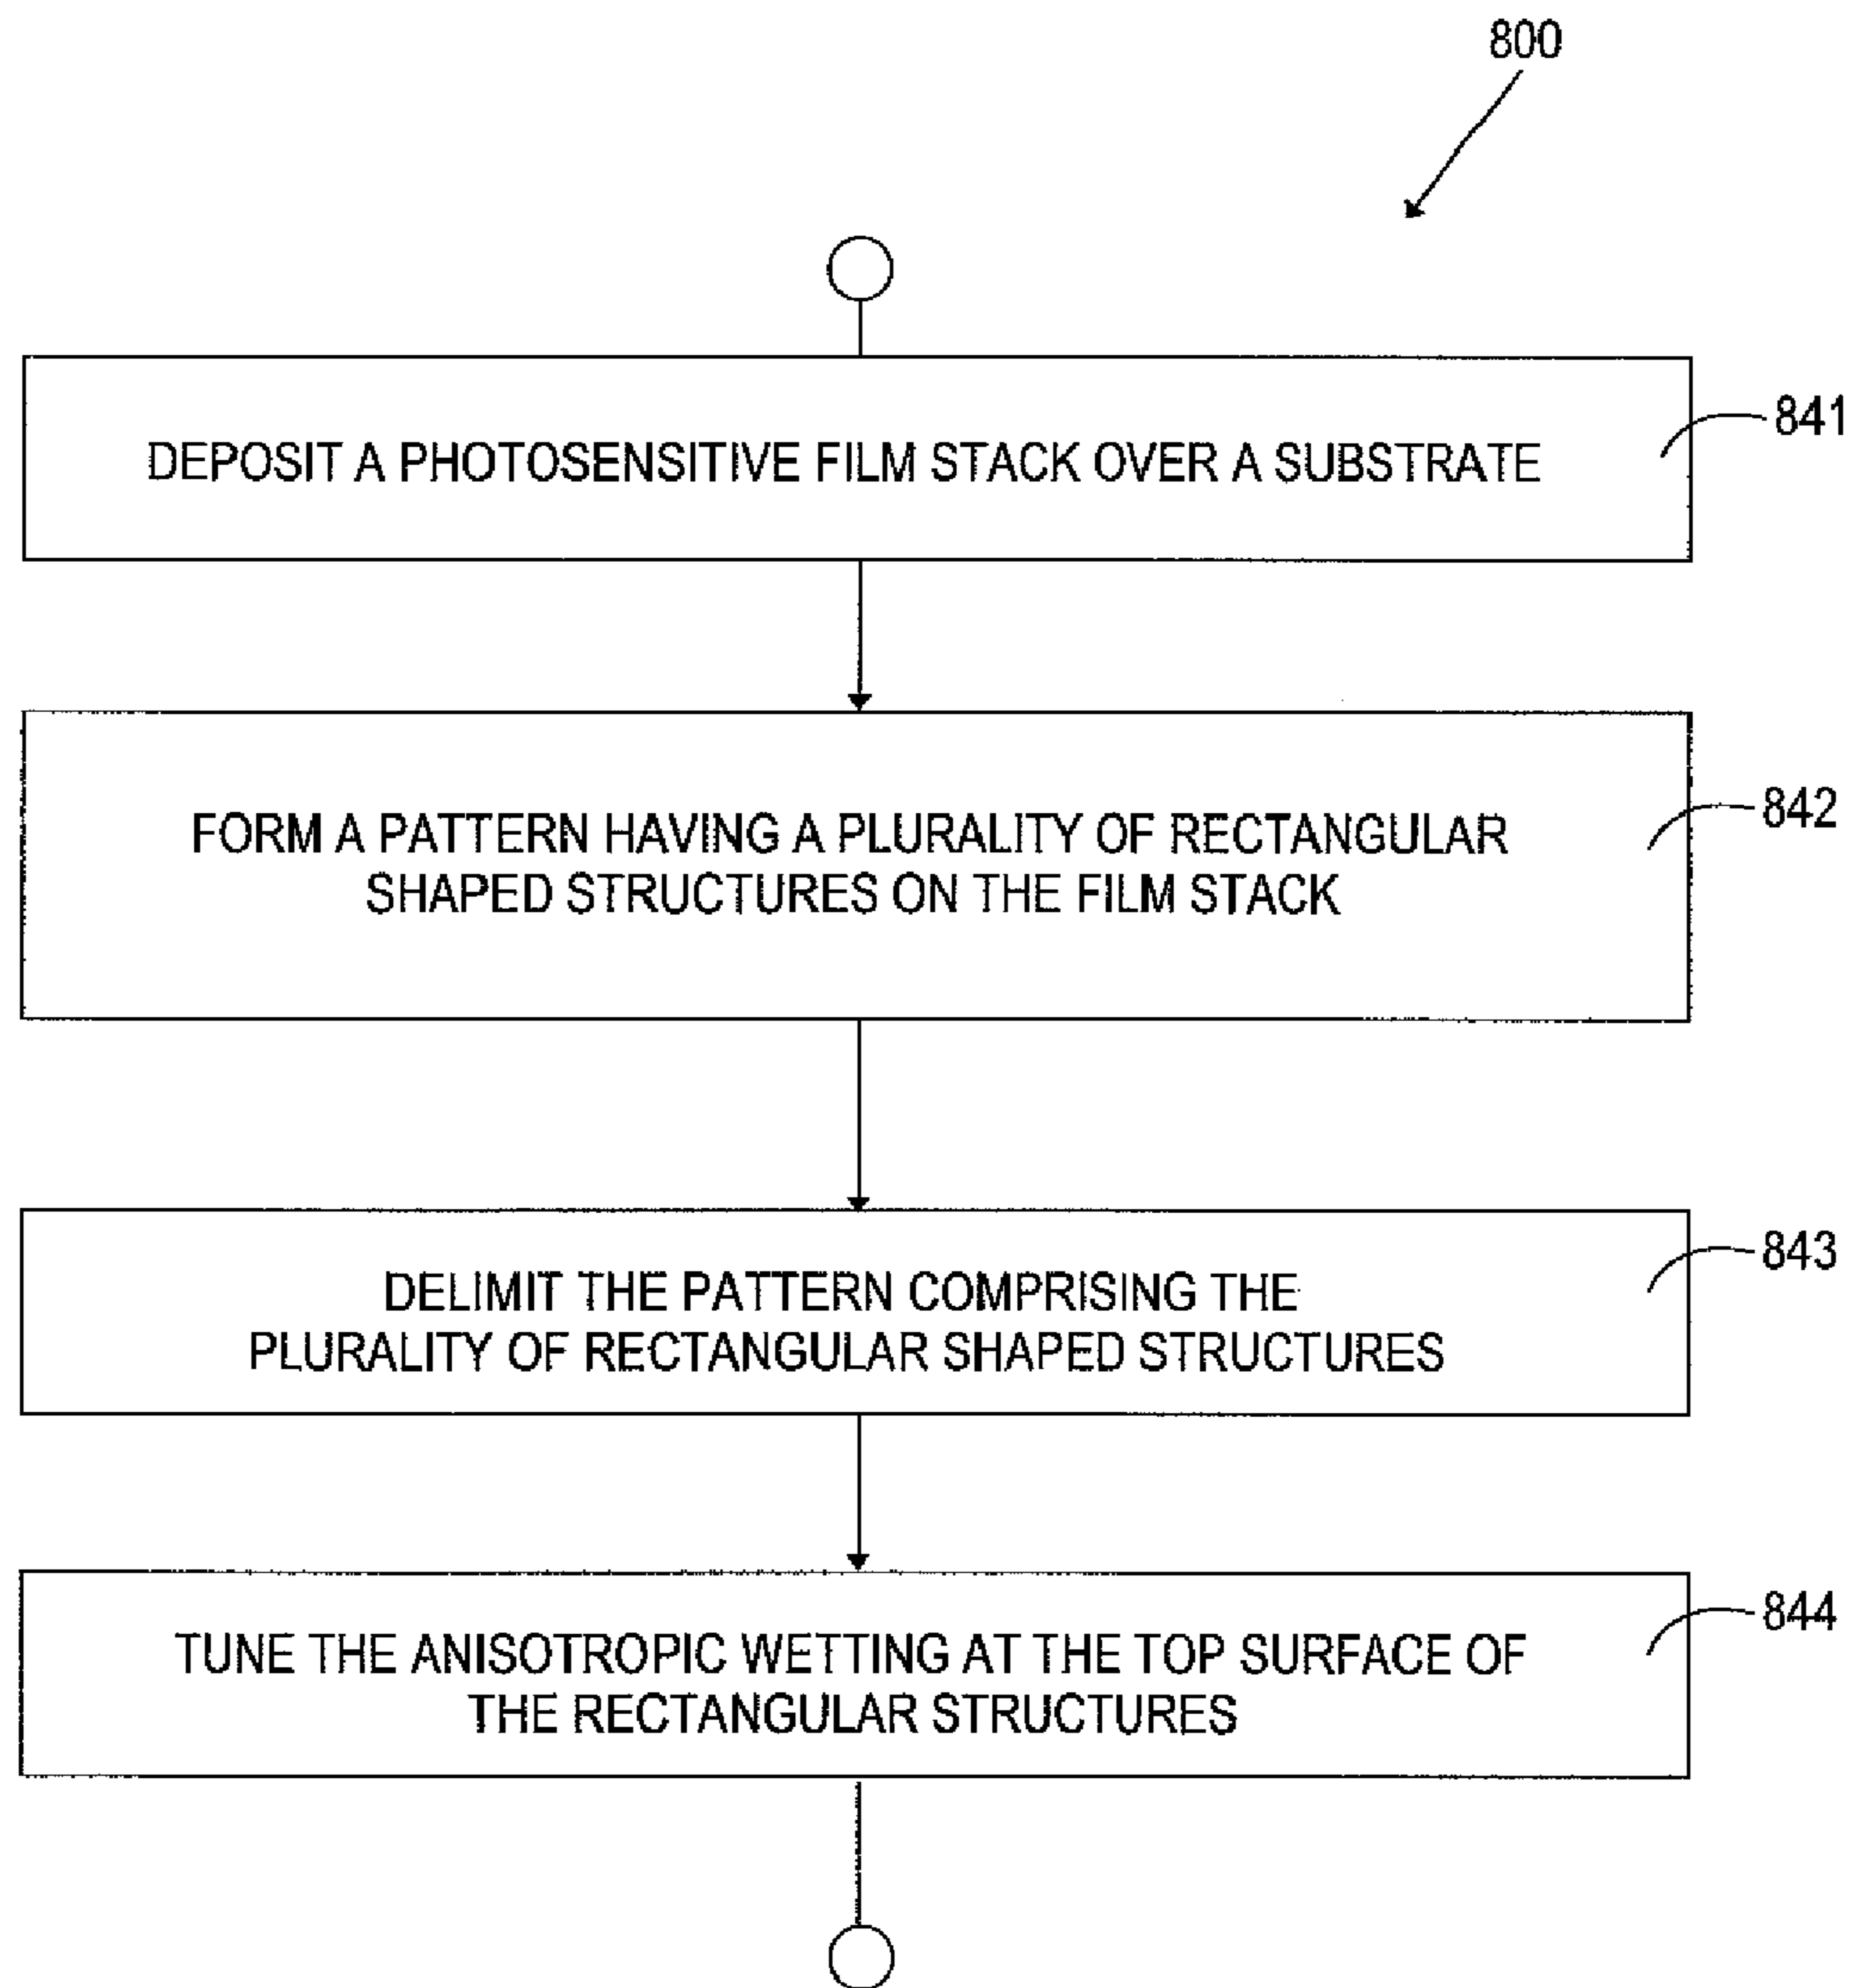 800
DEPOSIT A PHOTOSENSITIVE FILM STACK OVER A SUBSTRATE
841
FORM A PATTERN HAVING A PLURALITY OF RECTANGULAR
SHAPED STRUCTURES ON THE FILM STACK
842
DELIMIT THE PATTERN COMPRISING THE
PLURALITY OF RECTANGULAR SHAPED STRUCTURES
843
TUNE THE ANISOTROPIC WETTING AT THE TOP SURFACE OF
THE RECTANGULAR STRUCTURES
844